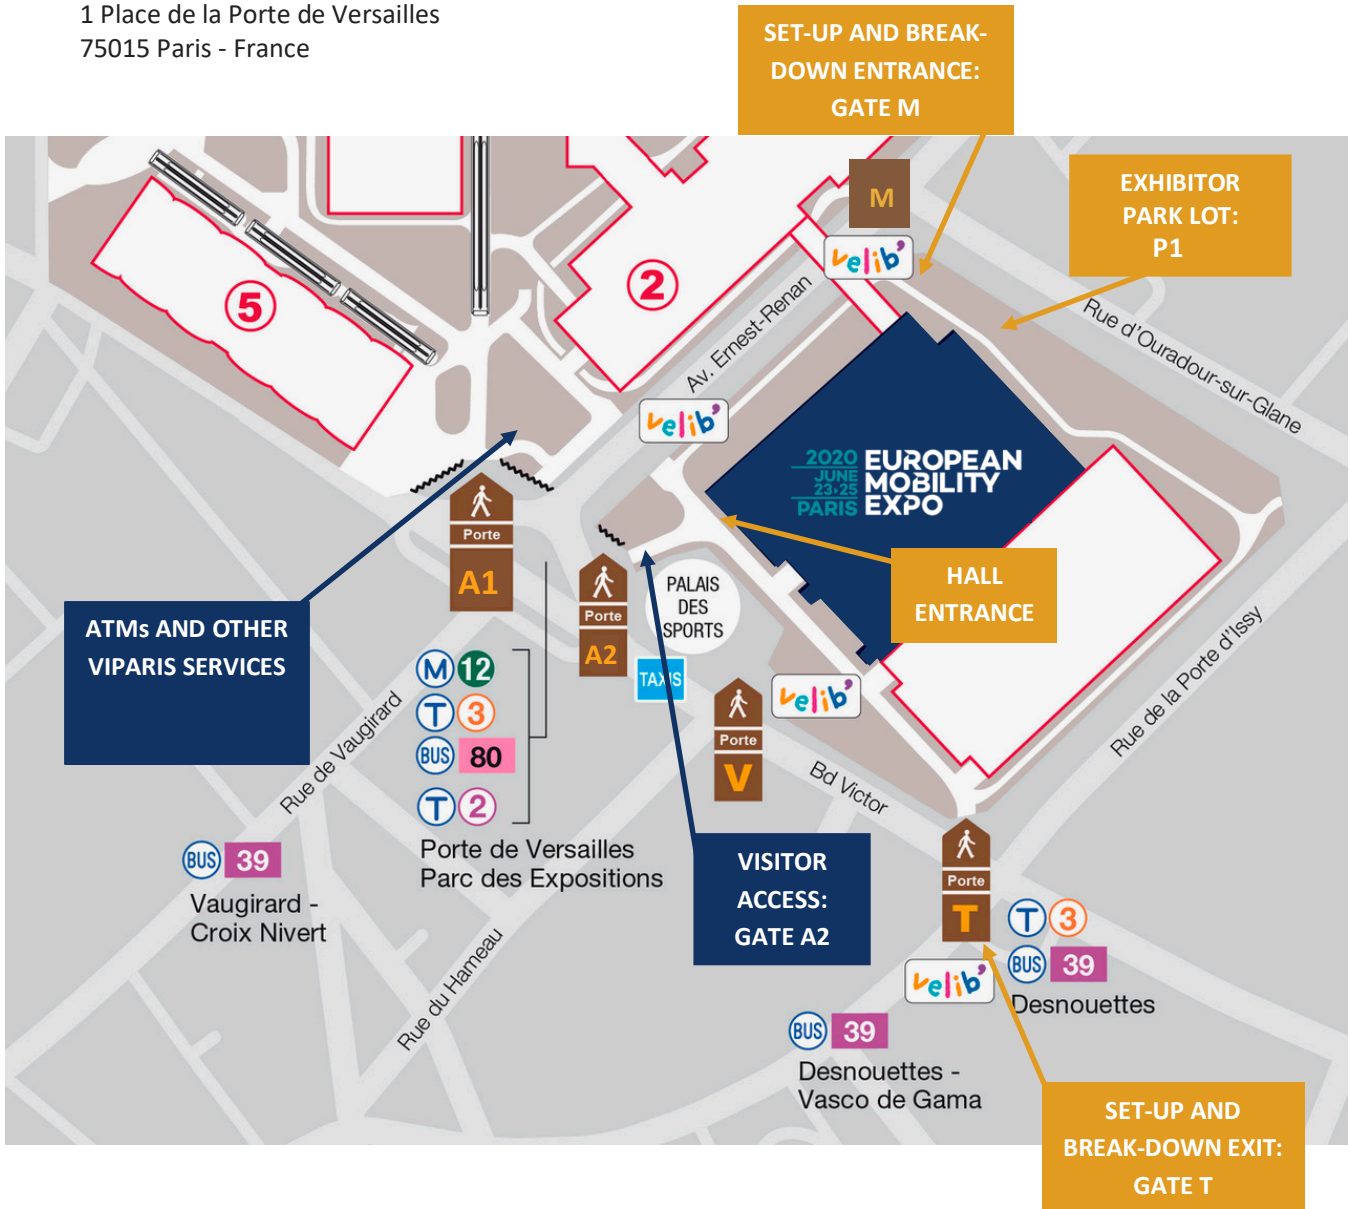 1 Place de la Porte de Versailles
75015 Paris - France
SET-UP AND BREAK-
DOWN ENTRANCE:
GATE M
EXHIBITOR
PARK LOT:
P1
M
velib'
2
5
Av. Ernest-Renan
Rue d'Ouradour-sur-Glane
velib'
2020
JUNE
23>25
PARIS
EUROPEAN
MOBILITY
EXPO
Porte
A1
Porte
A2
PALAIS
DES
SPORTS
HALL
ENTRANCE
ATMs AND OTHER
VIPARIS SERVICES
M 12
T 3
BUS 80
T 2
Porte de Versailles
Parc des Expositions
TAXIS
velib'
Porte
V
Rue de Vaugirard
Rue de la Porte d'Issy
Bd Victor
BUS 39
Vaugirard -
Croix Nivert
VISITOR
ACCESS:
GATE A2
Rue du Hameau
Porte
T
T 3
BUS 39
Desnouettes
velib'
BUS 39
Desnouettes -
Vasco de Gama
SET-UP AND
BREAK-DOWN EXIT:
GATE T